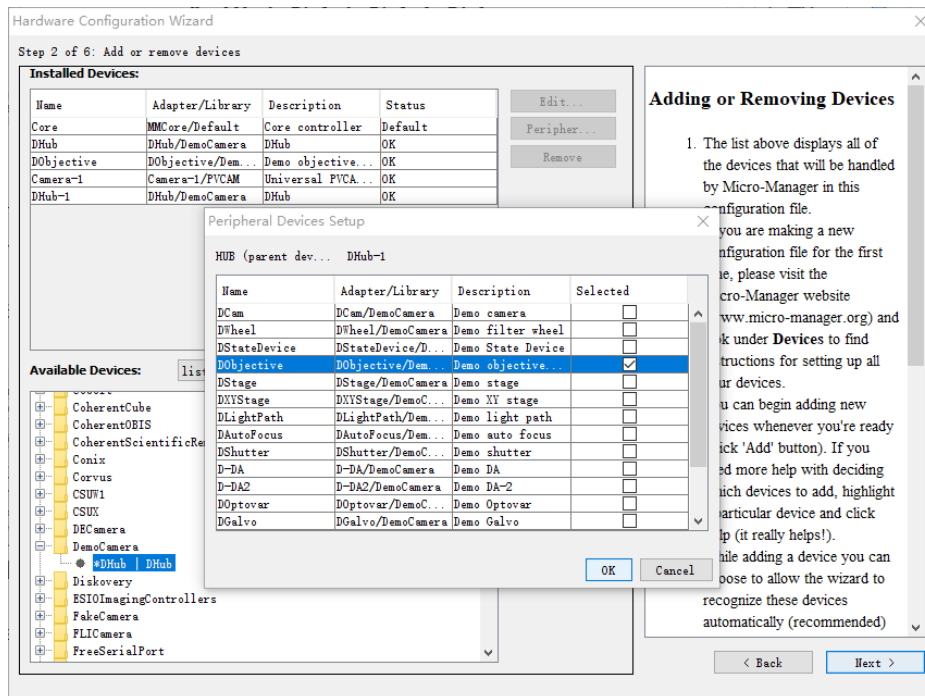 Hardware Configuration Wizard
Step 2 of 6: Add or remove devices
Installed Devices:
Name Adapter/Library Description Status
Core MMCore/Default Core controller Default
DHub DHub/DemoCamera DHub OK
DObjective DObjective/Dem... Demo objective... OK
Camera-1 Camera-1/PVCAM Universal PVCA... OK
DHub-1 DHub/DemoCamera DHub OK
Edit...
Peripher...
Remove
Peripheral Devices Setup
HUB (parent dev... DHub-1
Name Adapter/Library Description Selected
DCam DCam/DemoCamera Demo camera
DWheel DWheel/DemoCamera Demo filter wheel
DStateDevice DStateDevice/D... Demo State Device
DObjective DObjective/Dem... Demo objective...
DStage DStage/DemoCamera Demo stage
DXYStage DXYStage/DemoC... Demo XY stage
DLightPath DLightPath/Dem... Demo light path
DAutoFocus DAutoFocus/Dem... Demo auto focus
DShutter DShutter/DemoC... Demo shutter
D-DA D-DA/DemoCamera Demo DA
D-DA2 D-DA2/DemoCamera Demo DA-2
DOptovar DOptovar/DemoC... Demo Optovar
DGalvo DGalvo/DemoCamera Demo Galvo
OK Cancel
Available Devices: list
CoherentCube
CoherentOBIS
CoherentScientificRe
Conix
Corvus
CSUW1
CSUX
DECamera
DemoCamera
*DHub | DHub
Diskovery
ESIOImagingControllers
FakeCamera
FLICamera
FreeSerialPort
Adding or Removing Devices
1. The list above displays all of
the devices that will be handled
by Micro-Manager in this
configuration file.
you are making a new
nfiguration file for the first
ne, please visit the
cro-Manager website
ww.micro-manager.org) and
ok under Devices to find
structions for setting up all
ur devices.
u can begin adding new
vices whenever you're ready
ick 'Add' button). If you
ed more help with deciding
ich devices to add, highlight
articular device and click
lp (it really helps!).
hile adding a device you can
oose to allow the wizard to
recognize these devices
automatically (recommended)
< Back Next >